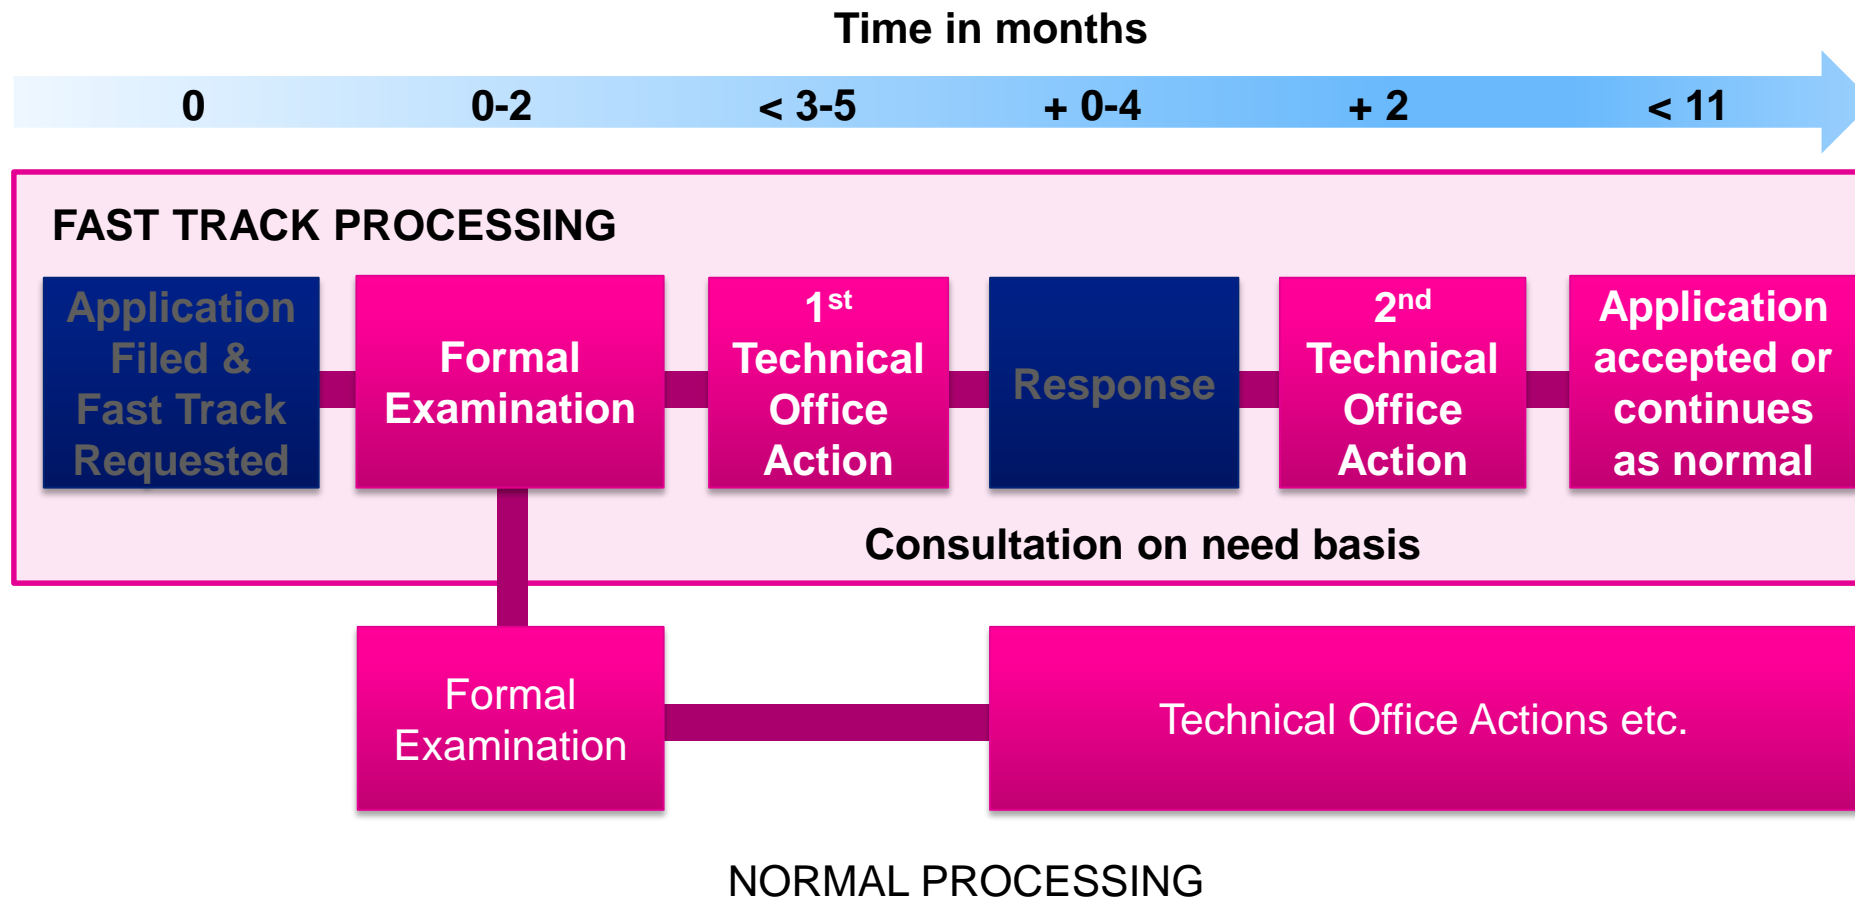 Time in months
0 0-2 < 3-5 + 0-4 + 2 < 11
FAST TRACK PROCESSING
Application
Filed &
Fast Track
Requested
Formal
Examination
1st
Technical
Office
Action
Response
2nd
Technical
Office
Action
Application
accepted or
continues
as normal
Consultation on need basis
Formal
Examination
Technical Office Actions etc.
NORMAL PROCESSING